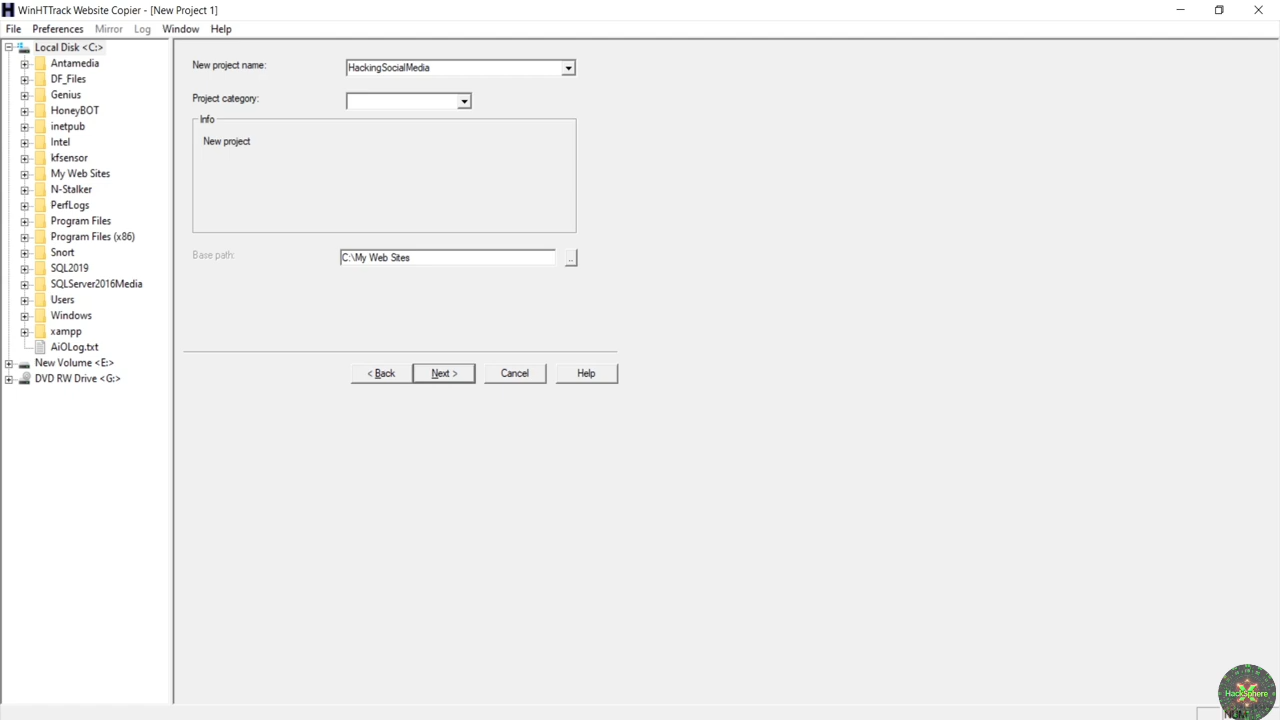 WinHTTrack Website Copier - [New Project 1]
File Preferences Mirror Log Window Help
Local Disk <C:>
Antamedia
DF_Files
Genius
HoneyBOT
inetpub
Intel
kfsensor
My Web Sites
N-Stalker
PerfLogs
Program Files
Program Files (x86)
Snort
SQL2019
SQLServer2016Media
Users
Windows
xampp
AiOLog.txt
New Volume <E:>
DVD RW Drive <G:>
New project name: HackingSocialMedia
Project category:
Info
New project
Base path: C:\My Web Sites ..
< Back Next > Cancel Help
HackSphere
NUM